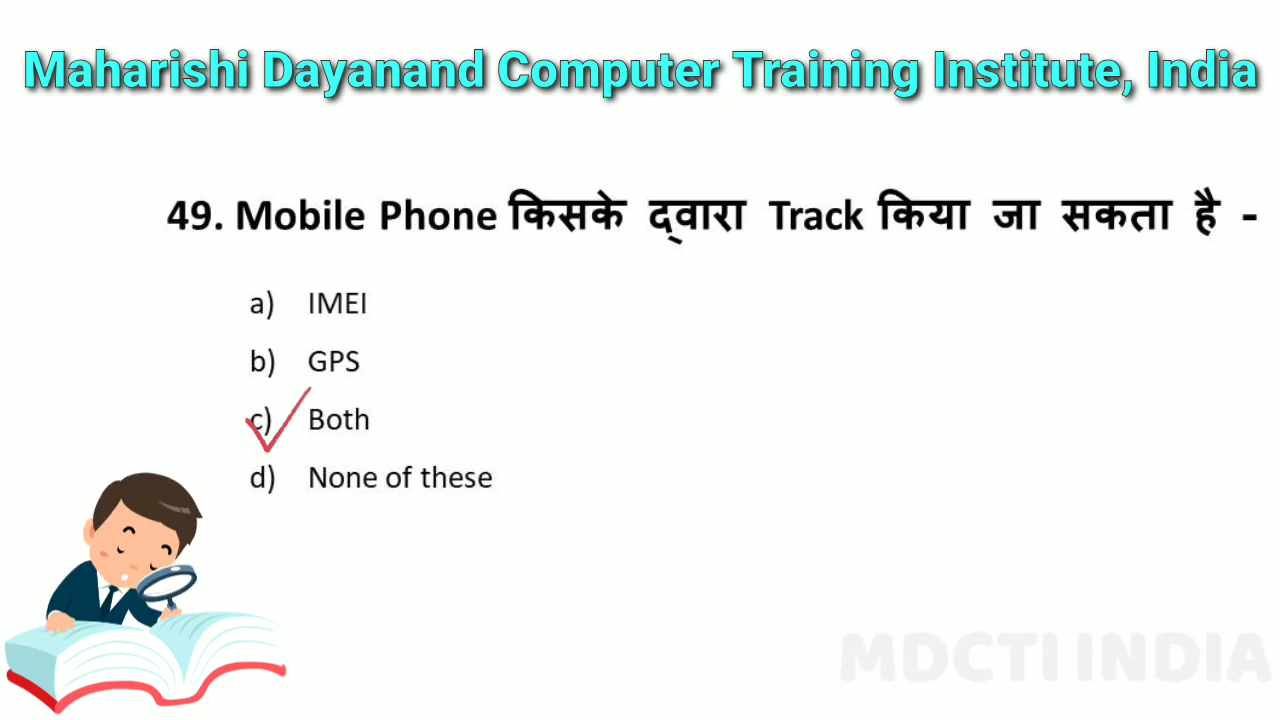 Maharishi Dayanand Computer Training Institute, India
49. Mobile Phone किसके द्‌वारा Track किया जा सकता है -
a) IMEI
b) GPS
c) Both
d) None of these
MDCTI INDIA